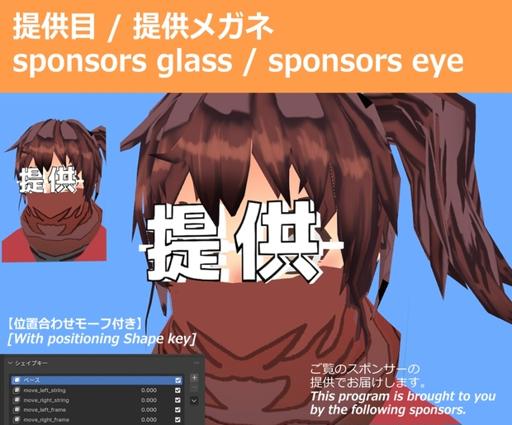 提供目 / 提供メガネ
sponsors glass / sponsors eye
提供
提供
【位置合わせモーフ付き】
[With positioning Shape key]
シェイプキー
ベース
move_left_string 0.000
move_right_string 0.000
move_left_frame 0.000
move_right_frame 0.000
ご覧のスポンサーの
提供でお届けします。
This program is brought to you
by the following sponsors.